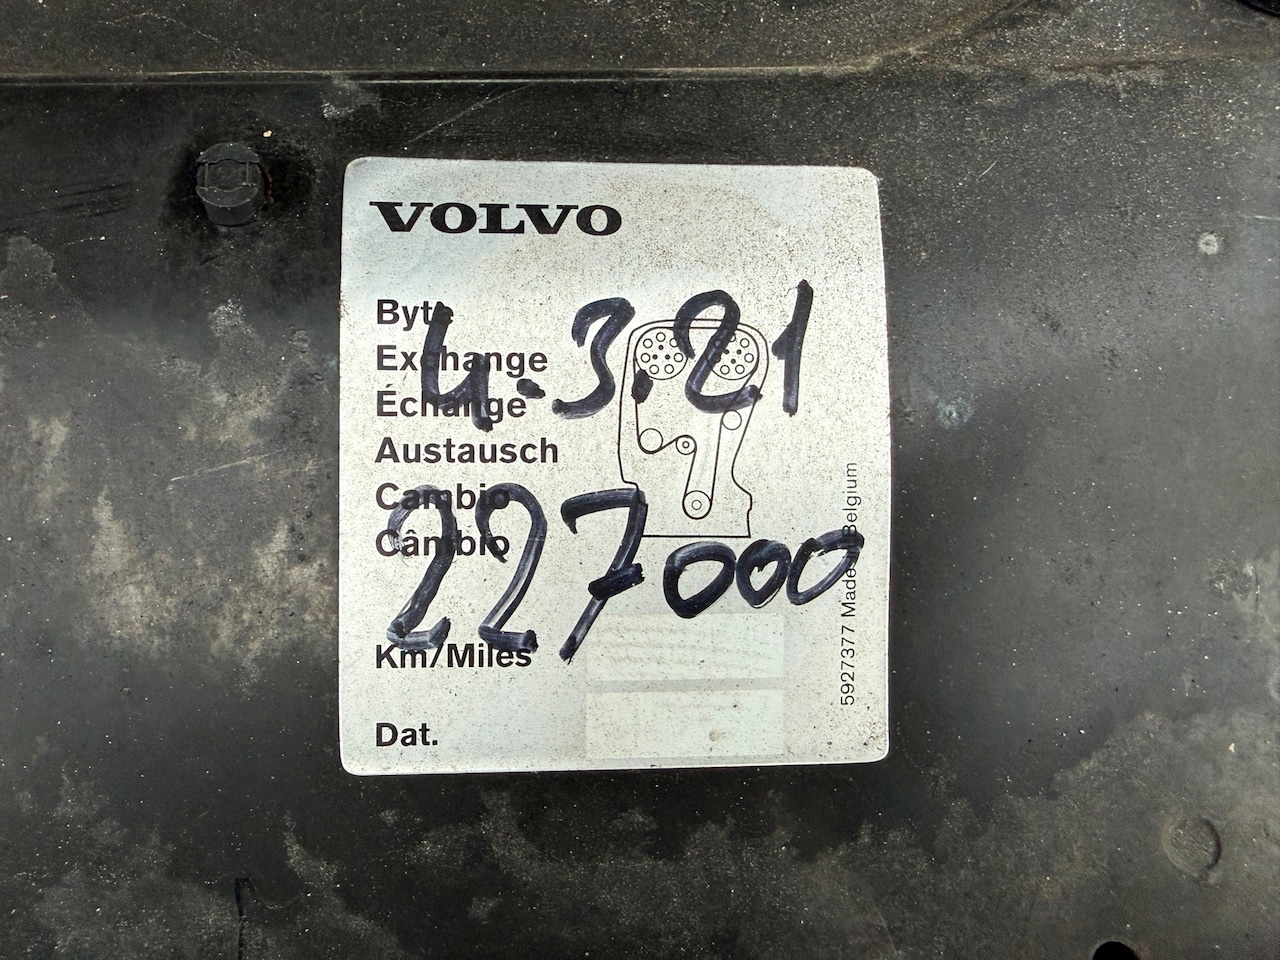 VOLVO
Byte
4.3.21
Exchange
Échange
Austausch
Cambio
Câmbio
227000
Km/Miles
Dat.
5927377 Made in Belgium